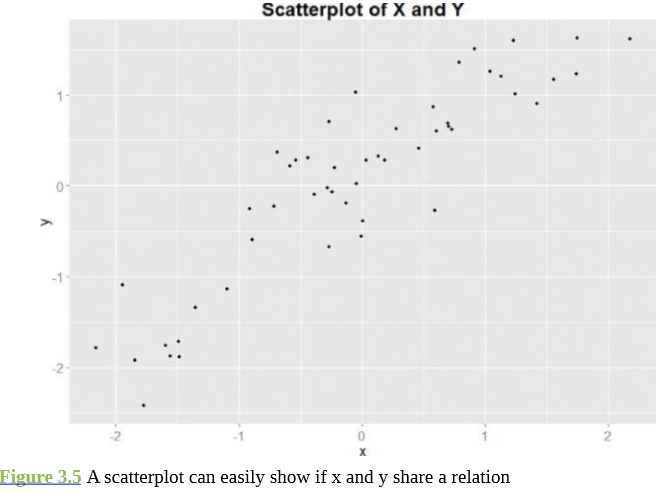 Scatterplot of X and Y
1
0
-1
-2
y
-2 -1 0 1 2
x
Figure 3.5 A scatterplot can easily show if x and y share a relation